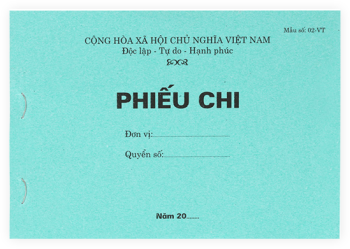 Mẫu số: 02-VT
CỘNG HÒA XÃ HỘI CHỦ NGHĨA VIỆT NAM
Độc lập - Tự do - Hạnh phúc
PHIẾU CHI
Đơn vị:................................
Quyển số:............................
Năm 20......